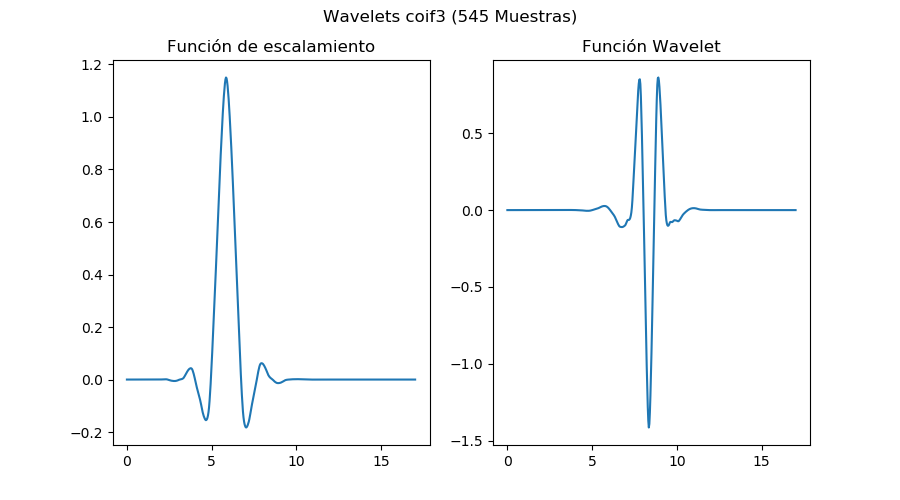 Wavelets coif3 (545 Muestras)
Función de escalamiento
1.2
1.0
0.8
0.6
0.4
0.2
0.0
−0.2
0 5 10 15
Función Wavelet
0.5
0.0
−0.5
−1.0
−1.5
0 5 10 15